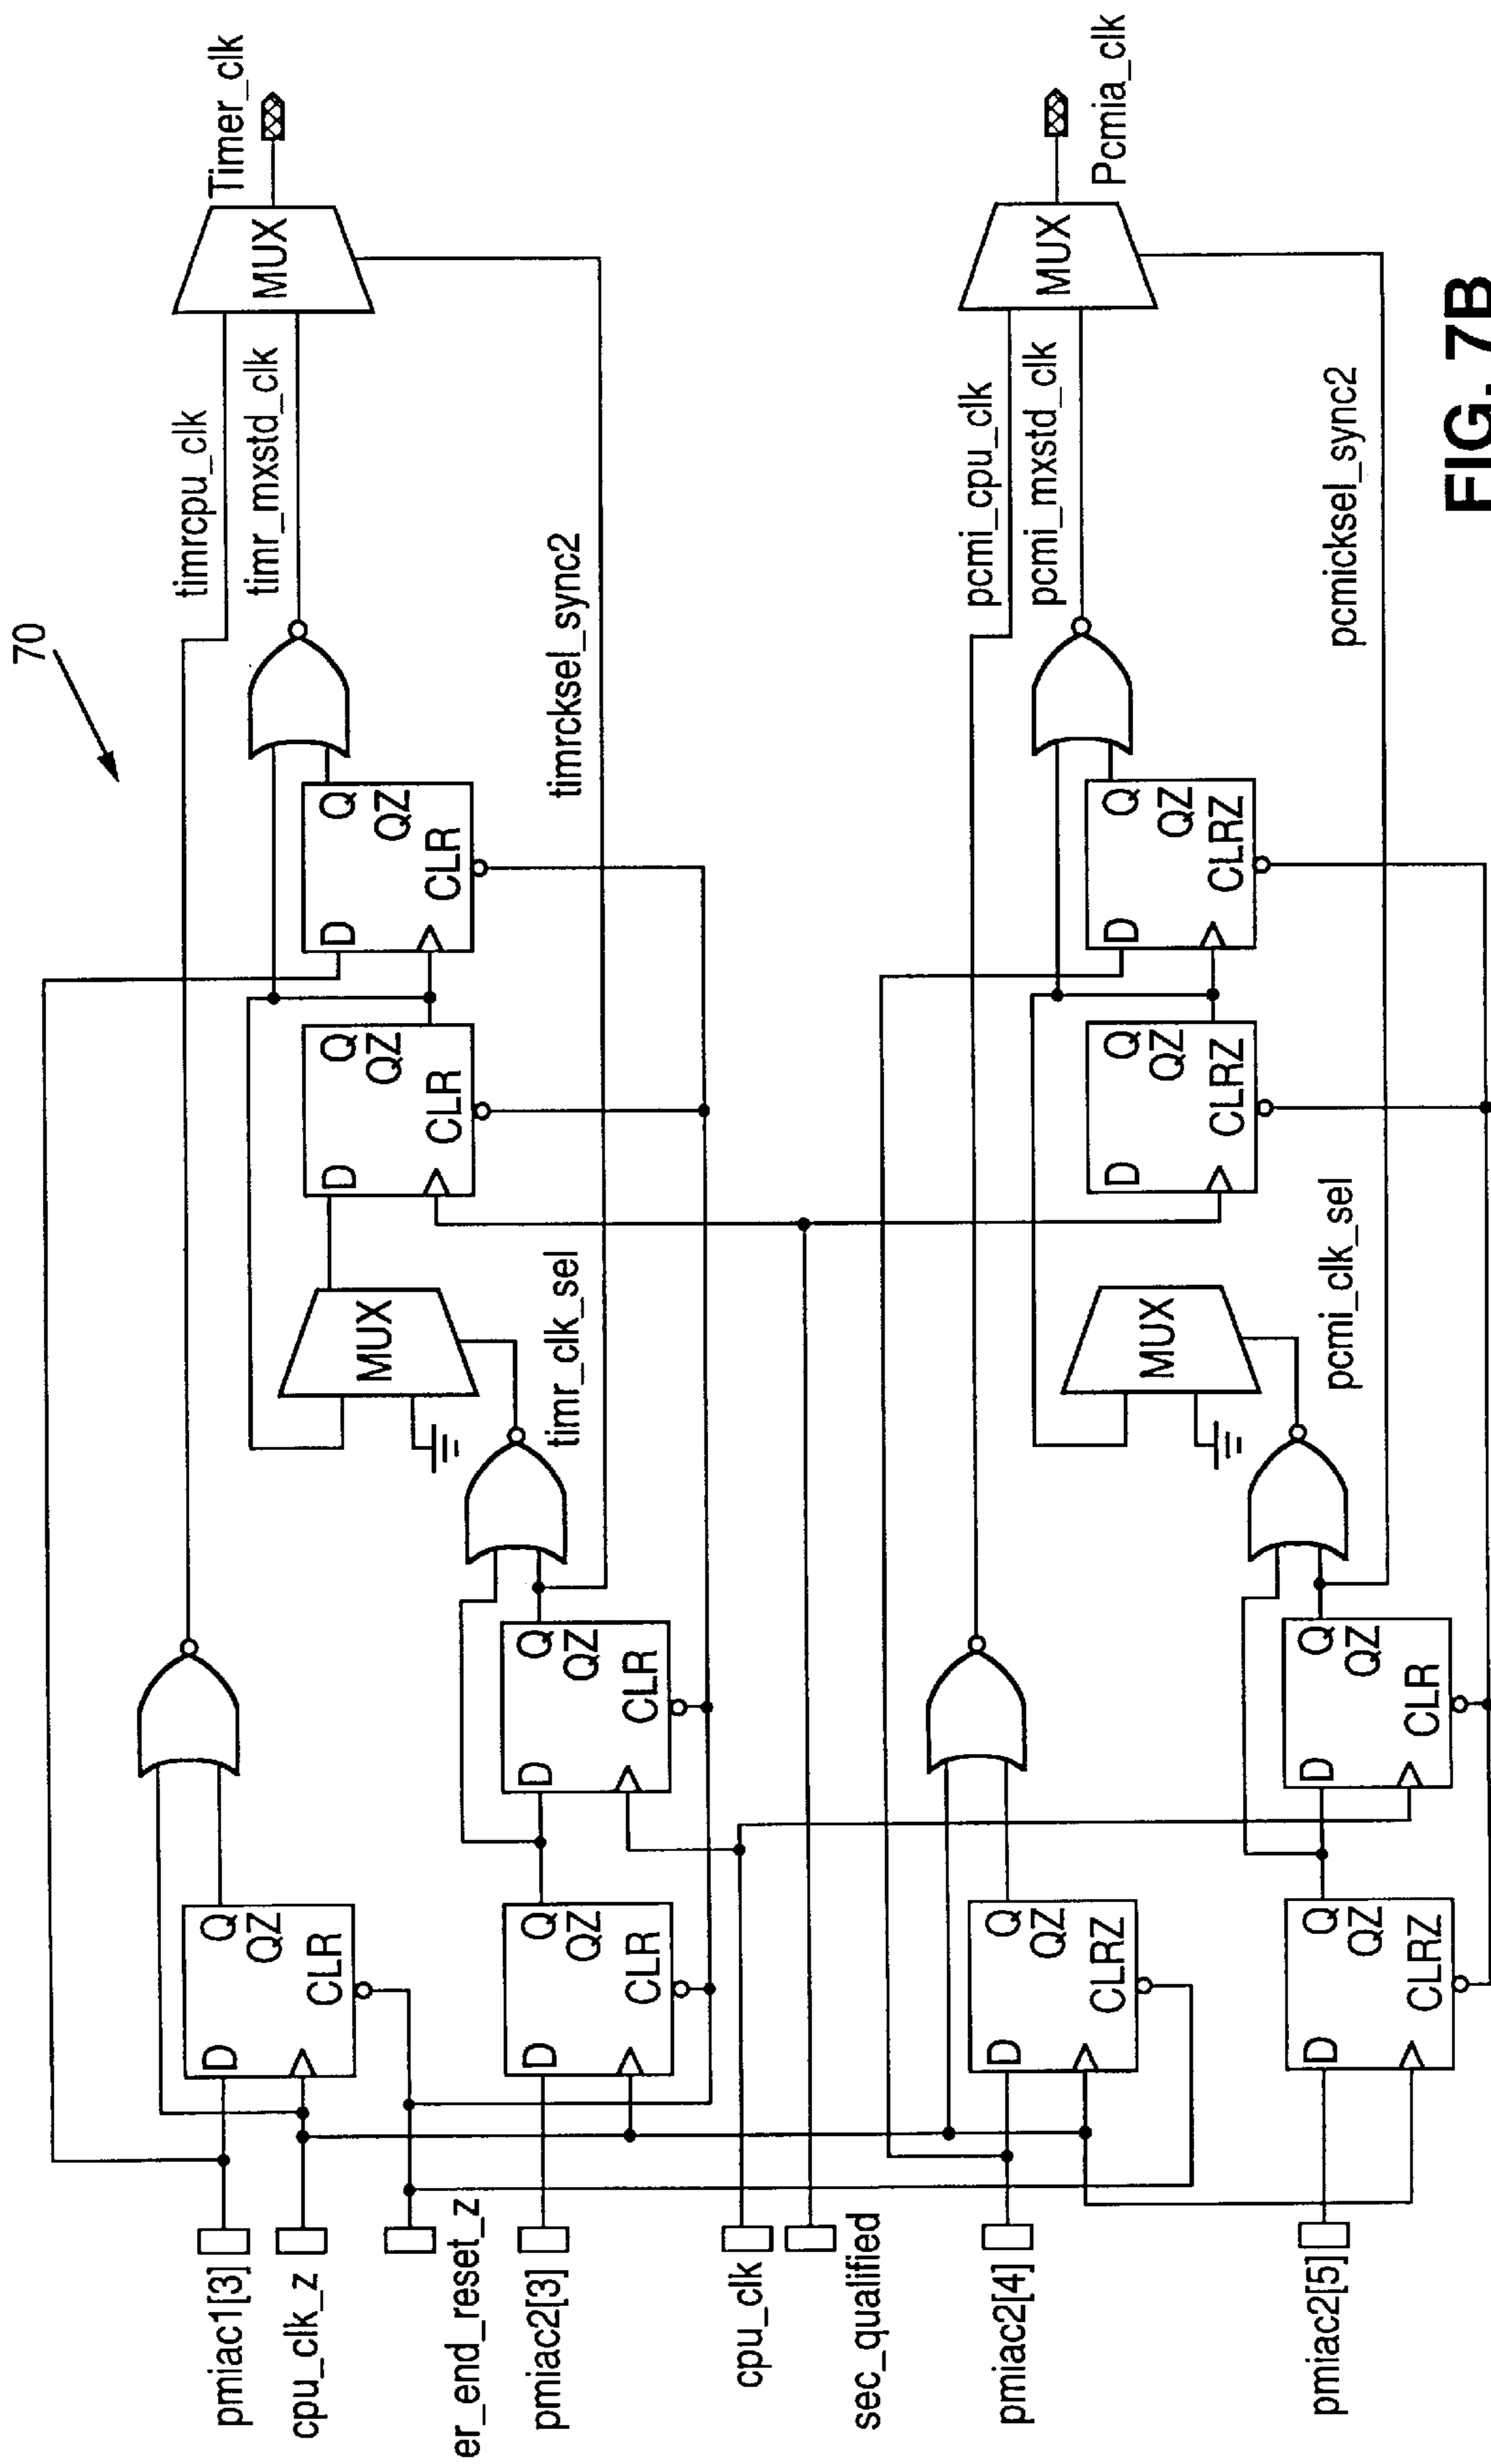 70
pmiac1[3]
cpu_clk_z
er_end_reset_z
pmiac2[3]
cpu_clk
sec_qualified
D
Q
QZ
CLR
D
Q
QZ
CLR
D
Q
QZ
CLR
timr_clk_sel
MUX
D
Q
QZ
CLR
D
Q
QZ
CLR
timrcpu_clk
timr_mxstd_clk
timrcksel_sync2
MUX
Timer_clk
pmiac2[4]
pmiac2[5]
D
Q
QZ
CLRZ
D
Q
QZ
CLRZ
D
Q
QZ
CLR
pcmi_clk_sel
MUX
D
Q
QZ
CLRZ
D
Q
QZ
CLRZ
pcmi_cpu_clk
pcmi_mxstd_clk
pcmicksel_sync2
MUX
Pcmia_clk
FIG. 7B